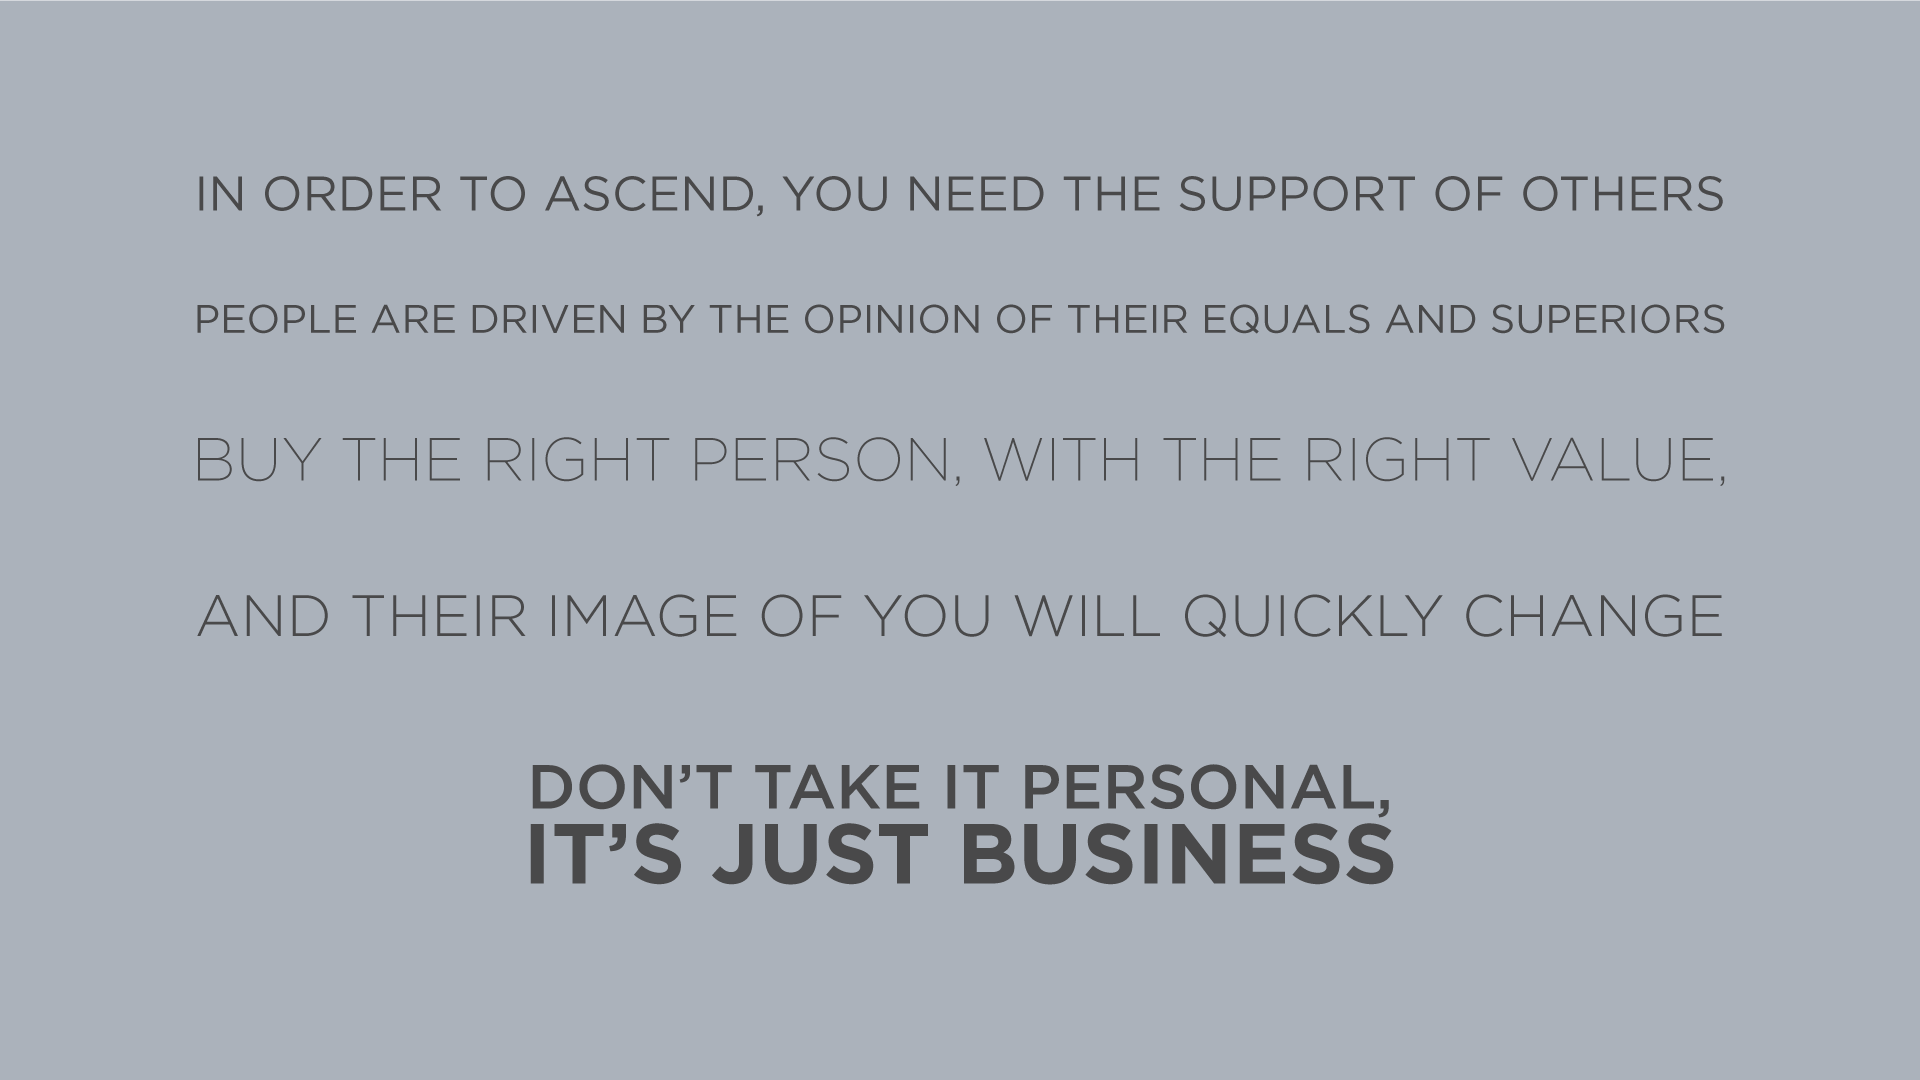 IN ORDER TO ASCEND, YOU NEED THE SUPPORT OF OTHERS
PEOPLE ARE DRIVEN BY THE OPINION OF THEIR EQUALS AND SUPERIORS
BUY THE RIGHT PERSON, WITH THE RIGHT VALUE,
AND THEIR IMAGE OF YOU WILL QUICKLY CHANGE
DON’T TAKE IT PERSONAL,
IT’S JUST BUSINESS